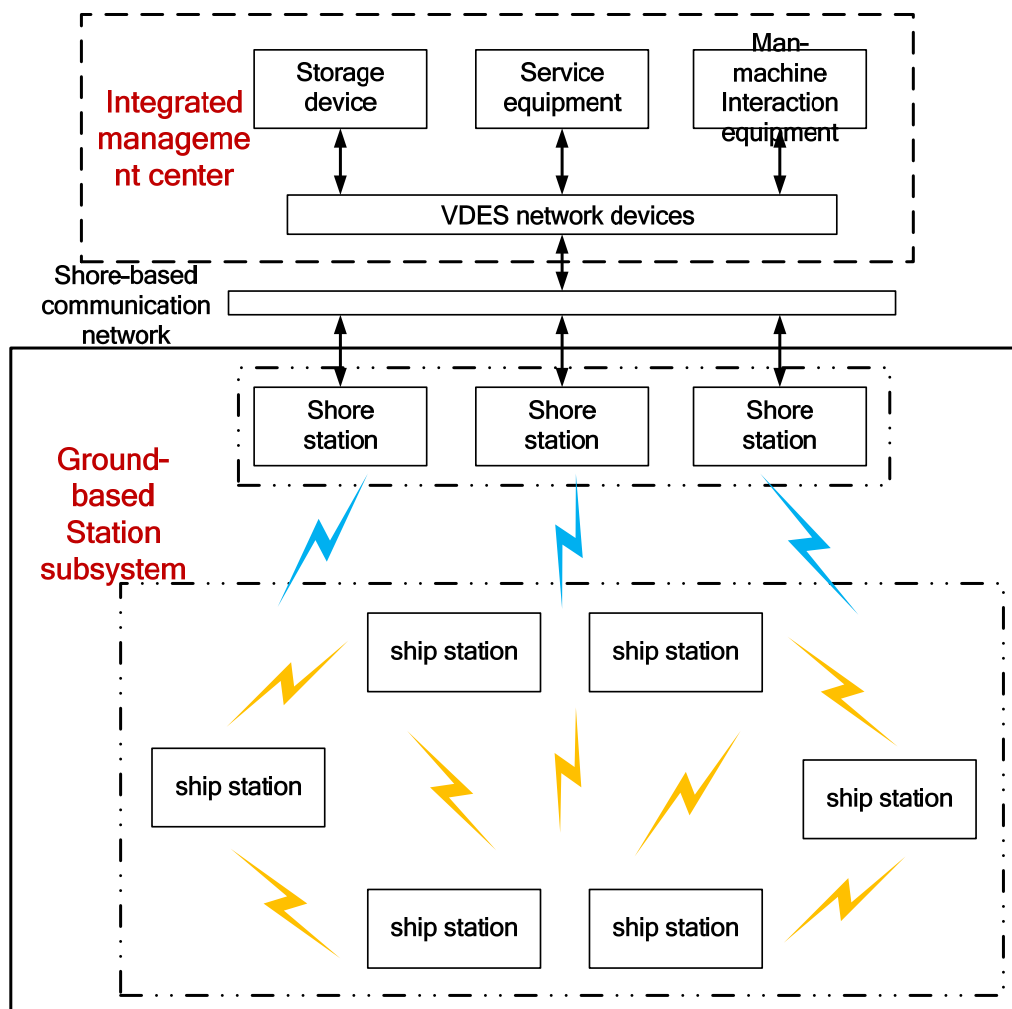 Storage
device
Service
equipment
Man-
machine
Interaction
equipment
Integrated
manageme
nt center
VDES network devices
Shore-based
communication
network
Shore
station
Shore
station
Shore
station
Ground-
based
Station
subsystem
ship station
ship station
ship station
ship station
ship station
ship station